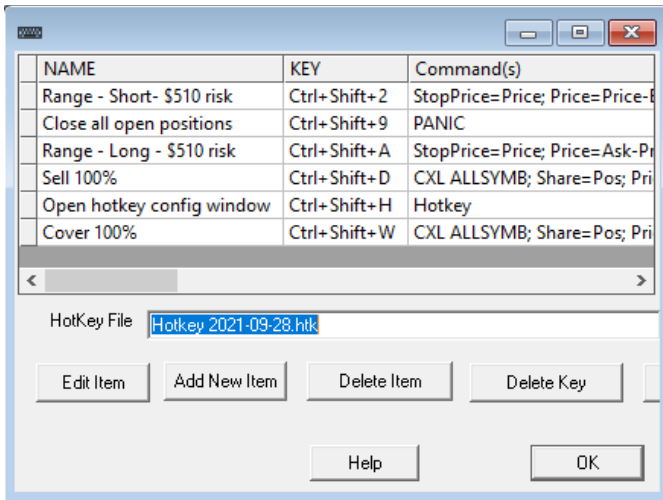 NAME KEY Command(s)
Range - Short- $510 risk Ctrl+Shift+2 StopPrice=Price; Price=Price-
Close all open positions Ctrl+Shift+9 PANIC
Range - Long - $510 risk Ctrl+Shift+A StopPrice=Price; Price=Ask-Pr
Sell 100% Ctrl+Shift+D CXL ALLSYMB; Share=Pos; Pri
Open hotkey config window Ctrl+Shift+H Hotkey
Cover 100% Ctrl+Shift+W CXL ALLSYMB; Share=Pos; Pri
HotKey File Hotkey 2021-09-28.htk
Edit Item Add New Item Delete Item Delete Key
Help OK